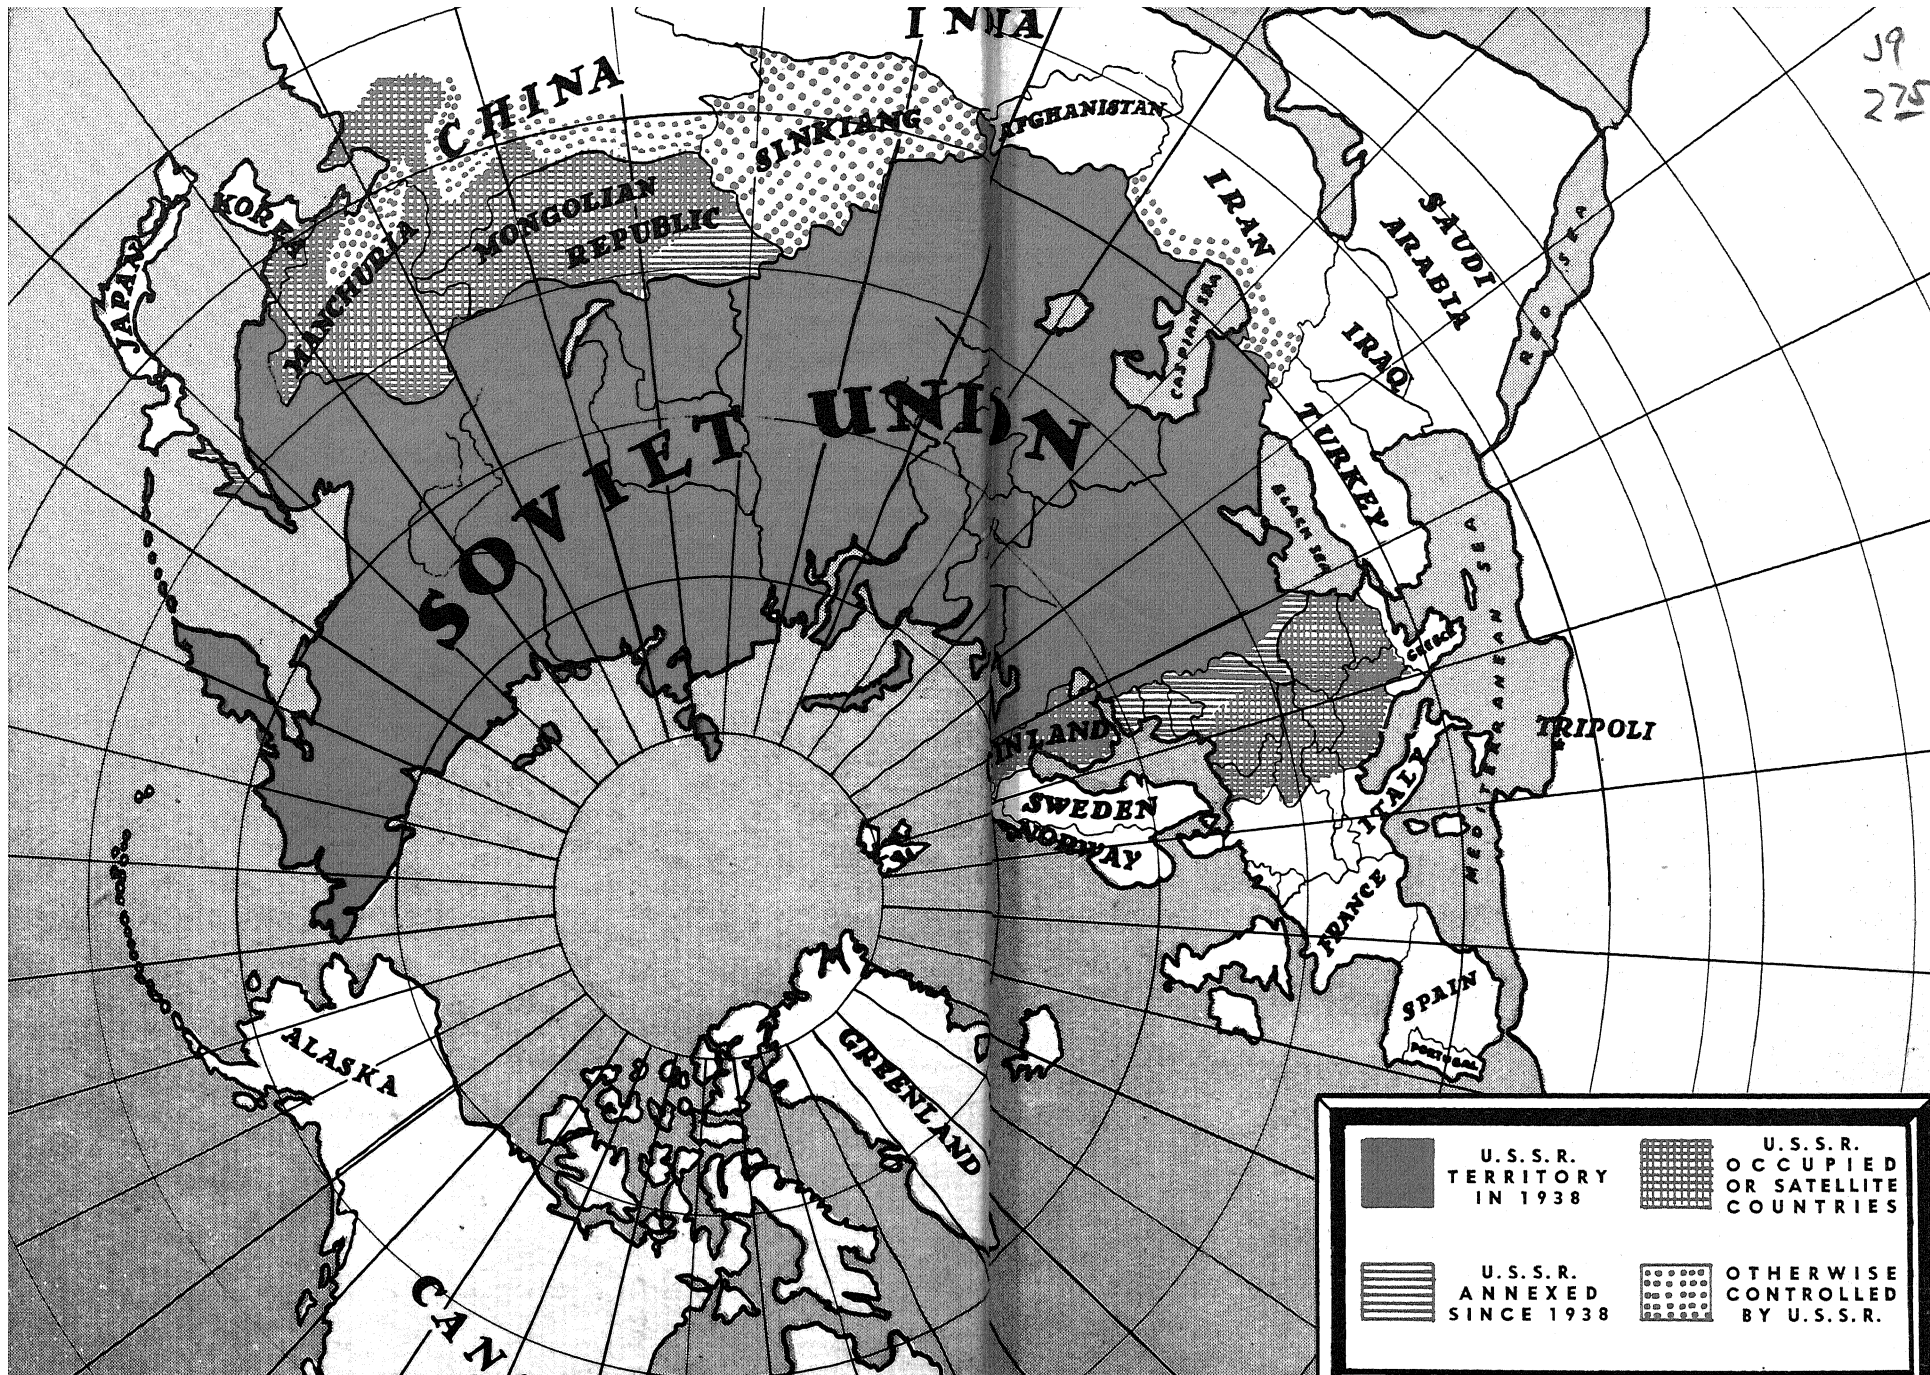 INDIA
J9
275
CHINA
SINKIANG
AFGHANISTAN
IRAN
SAUDI
ARABIA
RED SEA
KOR
JAPAN
MANCHURIA
MONGOLIAN
REPUBLIC
CASPIAN SEA
IRAQ
TURKEY
BLACK SEA
SOVIET UNION
GREECE
MEDITERRANEAN SEA
TRIPOLI
INLAND
SWEDEN
NORWAY
ITALY
FRANCE
SPAIN
PORTUGAL
ALASKA
GREENLAND
CAN
U.S.S.R.
TERRITORY
IN 1938
U.S.S.R.
OCCUPIED
OR SATELLITE
COUNTRIES
U.S.S.R.
ANNEXED
SINCE 1938
OTHERWISE
CONTROLLED
BY U.S.S.R.